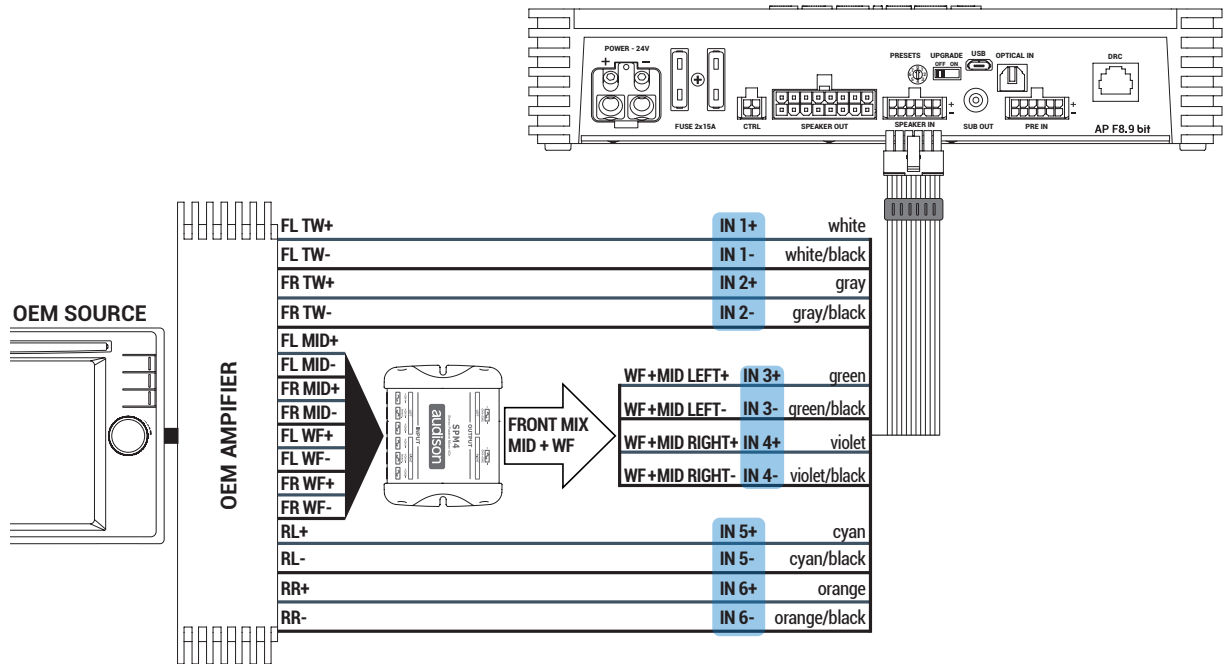 POWER - 24V
+ −
PRESETS
UPGRADE
OFF ON
USB
OPTICAL IN
DRC
FUSE 2x15A
CTRL
SPEAKER OUT
SPEAKER IN
+
−
SUB OUT
PRE IN
+
−
AP F8.9 bit
OEM SOURCE
OEM AMPIFIER
FL TW+ IN 1+ white
FL TW- IN 1- white/black
FR TW+ IN 2+ gray
FR TW- IN 2- gray/black
FL MID+
FL MID-
FR MID+
FR MID-
FL WF+
FL WF-
FR WF+
FR WF-
audison
SPM4
INPUT
OUTPUT
FRONT MIX
MID + WF
WF+MID LEFT+ IN 3+ green
WF+MID LEFT- IN 3- green/black
WF+MID RIGHT+ IN 4+ violet
WF+MID RIGHT- IN 4- violet/black
RL+ IN 5+ cyan
RL- IN 5- cyan/black
RR+ IN 6+ orange
RR- IN 6- orange/black